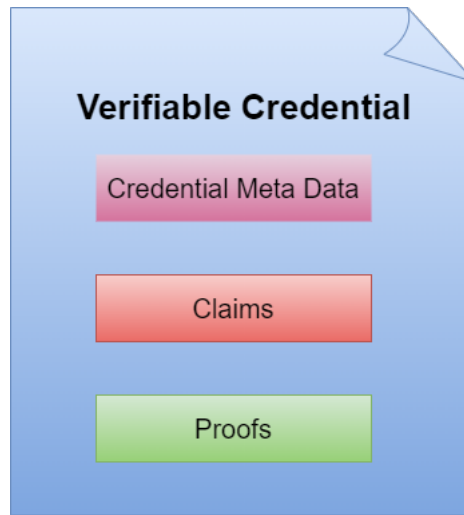 Verifiable Credential
Credential Meta Data
Claims
Proofs